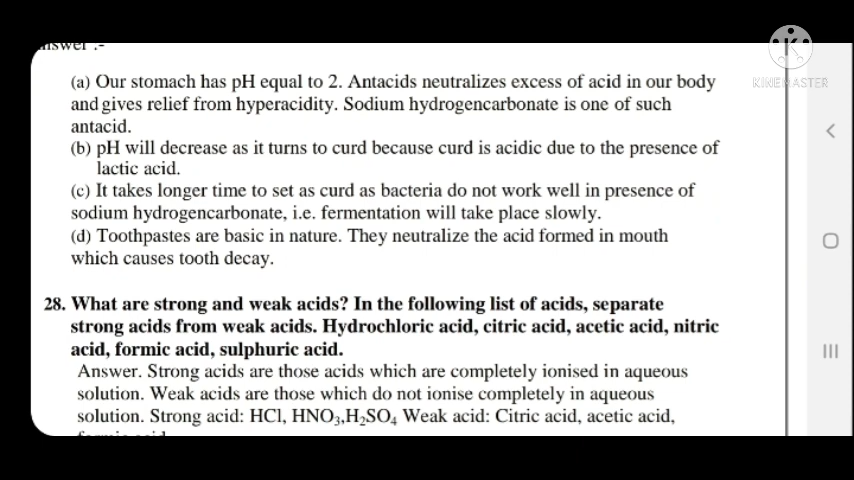 Answer :-
K
KINEMASTER
(a) Our stomach has pH equal to 2. Antacids neutralizes excess of acid in our body
and gives relief from hyperacidity. Sodium hydrogencarbonate is one of such
antacid.
(b) pH will decrease as it turns to curd because curd is acidic due to the presence of
lactic acid.
(c) It takes longer time to set as curd as bacteria do not work well in presence of
sodium hydrogencarbonate, i.e. fermentation will take place slowly.
(d) Toothpastes are basic in nature. They neutralize the acid formed in mouth
which causes tooth decay.
28. What are strong and weak acids? In the following list of acids, separate
strong acids from weak acids. Hydrochloric acid, citric acid, acetic acid, nitric
acid, formic acid, sulphuric acid.
Answer. Strong acids are those acids which are completely ionised in aqueous
solution. Weak acids are those which do not ionise completely in aqueous
solution. Strong acid: HCl, HNO₃,H₂SO₄ Weak acid: Citric acid, acetic acid,